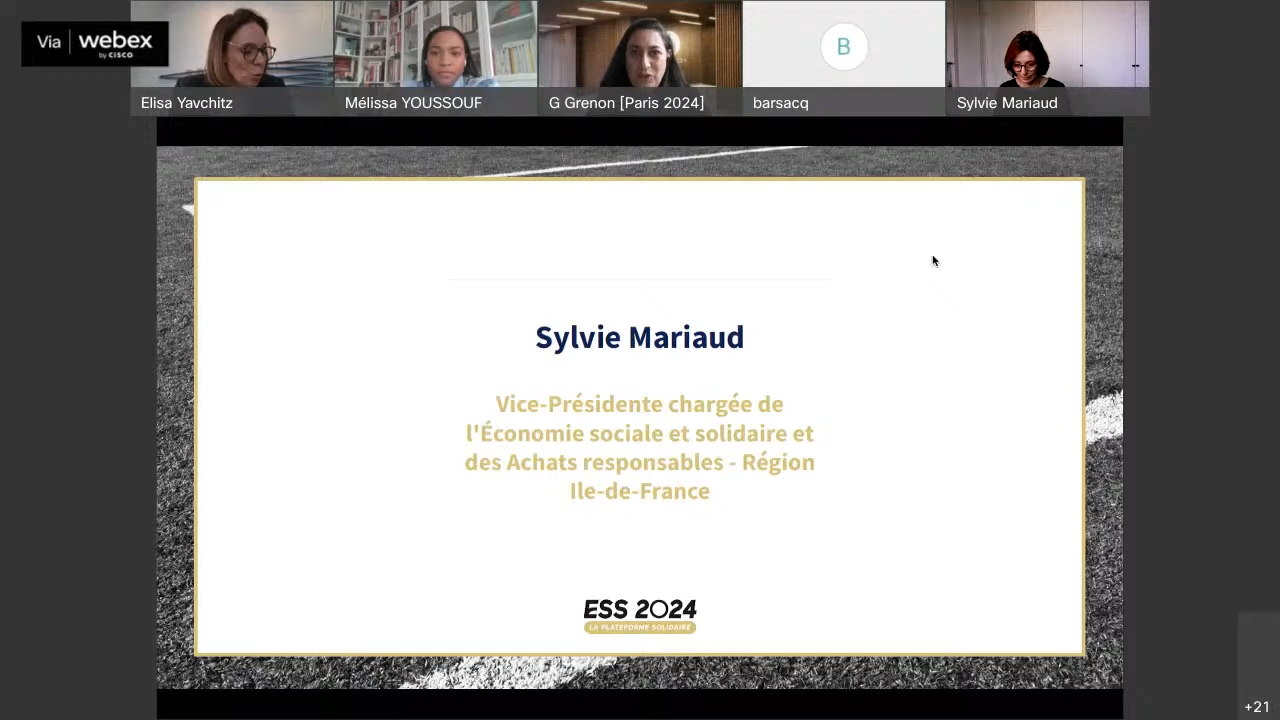 Via webex
by CISCO
Elisa Yavchitz
Mélissa YOUSSOUF
G Grenon [Paris 2024]
B
barsacq
Sylvie Mariaud
Sylvie Mariaud
Vice-Présidente chargée de
l'Économie sociale et solidaire et
des Achats responsables - Région
Ile-de-France
ESS 2024
LA PLATEFORME SOLIDAIRE
+21